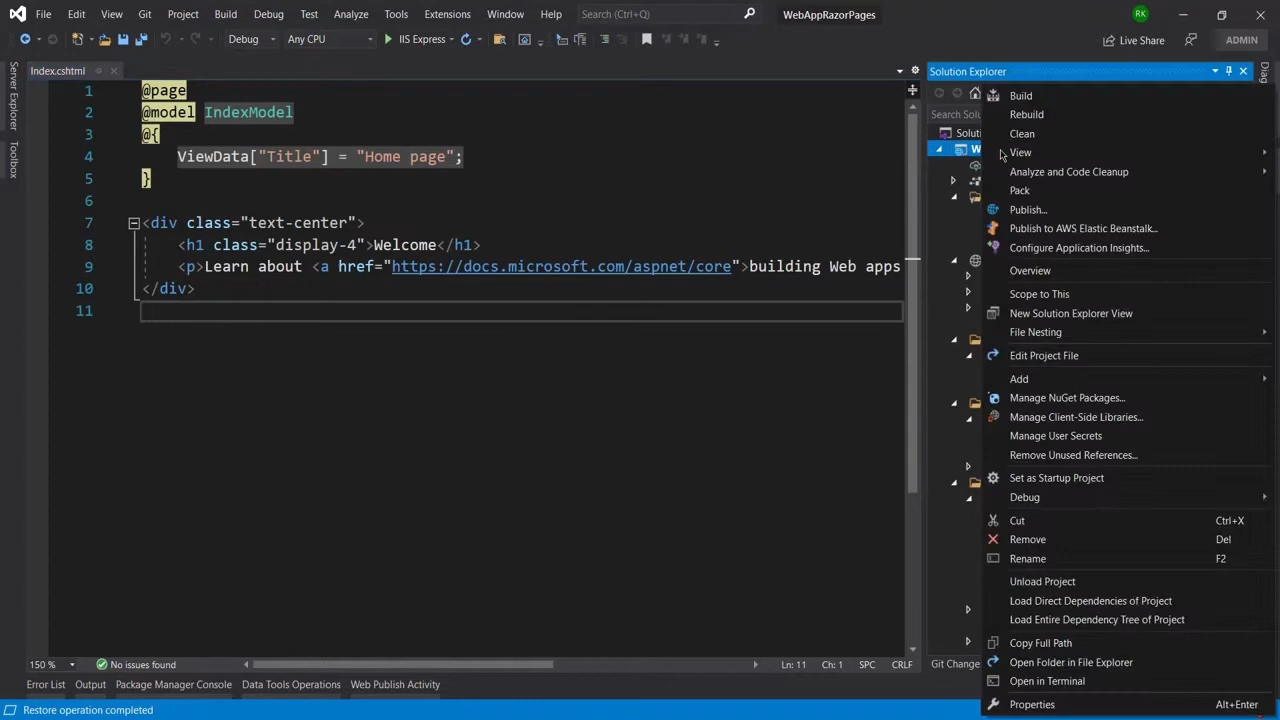 File Edit View Git Project Build Debug Test Analyze Tools Extensions Window Help Search (Ctrl+Q) WebAppRazorPages RK
Debug Any CPU IIS Express Live Share ADMIN
Server Explorer
Toolbox
Index.cshtml
1 @page
2 @model IndexModel
3 @{
4 ViewData["Title"] = "Home page";
5 }
6
7 <div class="text-center">
8 <h1 class="display-4">Welcome</h1>
9 <p>Learn about <a href="https://docs.microsoft.com/aspnet/core">building Web apps
10 </div>
11
150 % No issues found Ln: 11 Ch: 1 SPC CRLF
Solution Explorer
Diag
Search Solu
Soluti
W
Git Change
Build
Rebuild
Clean
View
Analyze and Code Cleanup
Pack
Publish...
Publish to AWS Elastic Beanstalk...
Configure Application Insights...
Overview
Scope to This
New Solution Explorer View
File Nesting
Edit Project File
Add
Manage NuGet Packages...
Manage Client-Side Libraries...
Manage User Secrets
Remove Unused References...
Set as Startup Project
Debug
Cut Ctrl+X
Remove Del
Rename F2
Unload Project
Load Direct Dependencies of Project
Load Entire Dependency Tree of Project
Copy Full Path
Open Folder in File Explorer
Open in Terminal
Properties Alt+Enter
Error List Output Package Manager Console Data Tools Operations Web Publish Activity
Restore operation completed